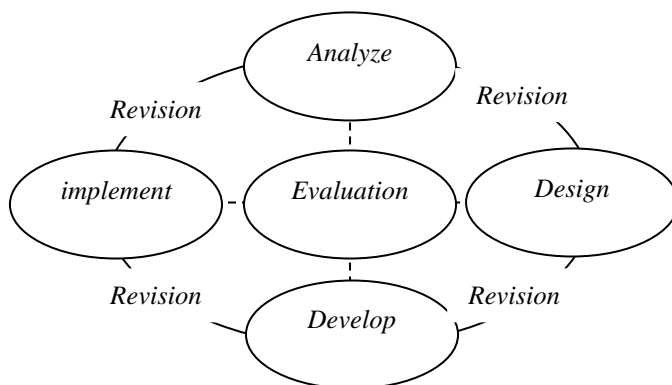 Analyze
Revision
Revision
implement
Evaluation
Design
Revision
Revision
Develop